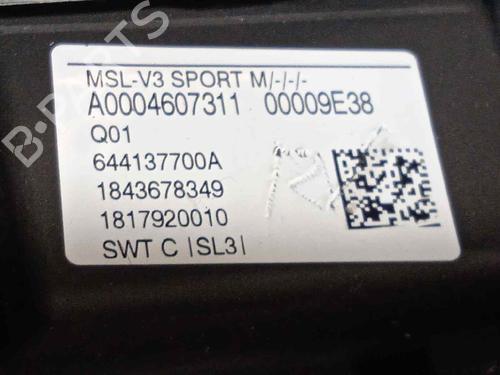 B-PARTS
MSL-V3 SPORT M/-/-/-
A0004607311 00009E38
Q01
644137700A
1843678349
1817920010
SWT C |SL3|